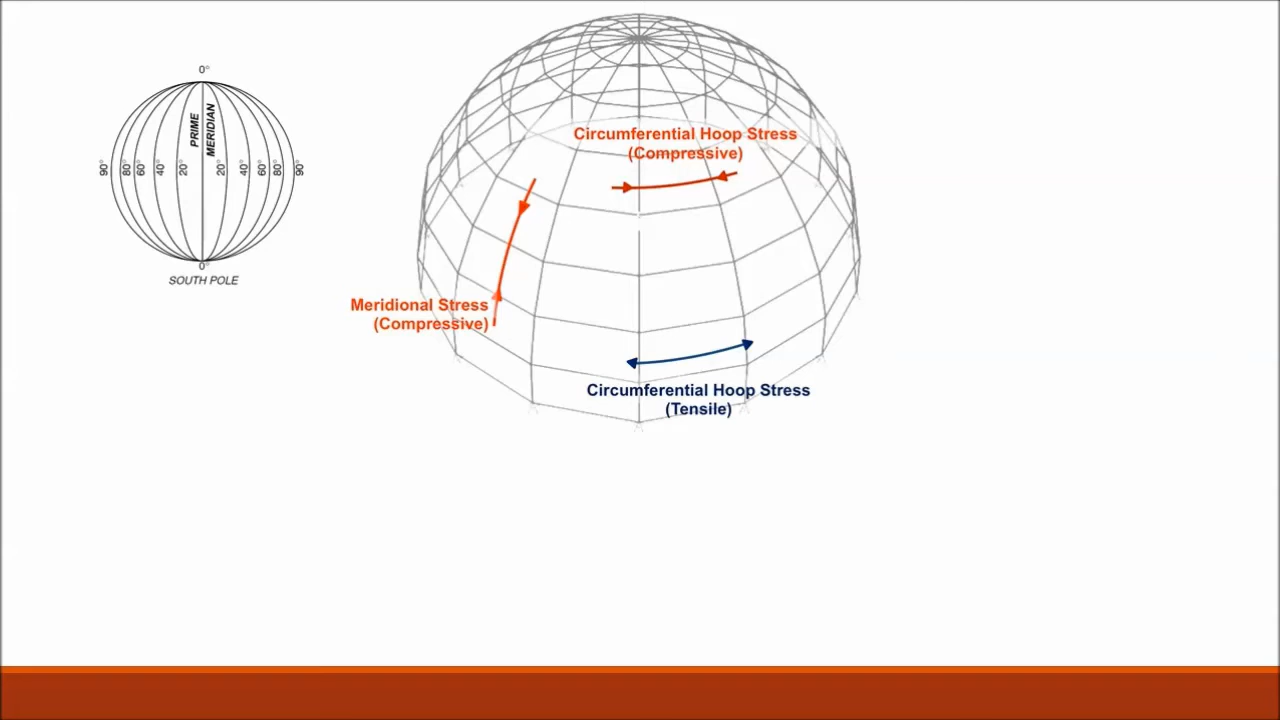 0°
PRIME
MERIDIAN
90° 80° 60° 40° 20° 20° 40° 60° 80° 90°
0°
SOUTH POLE
Circumferential Hoop Stress
(Compressive)
Meridional Stress
(Compressive)
Circumferential Hoop Stress
(Tensile)